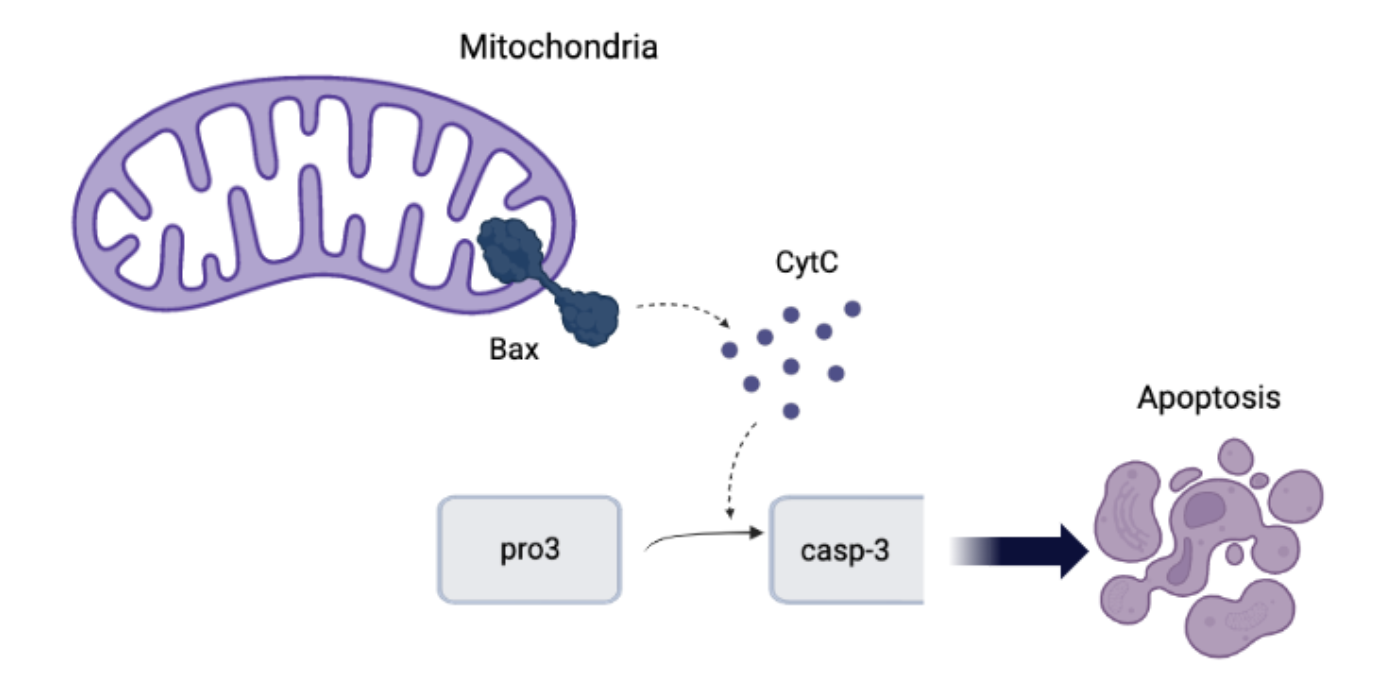 Mitochondria
CytC
Bax
Apoptosis
pro3
casp-3